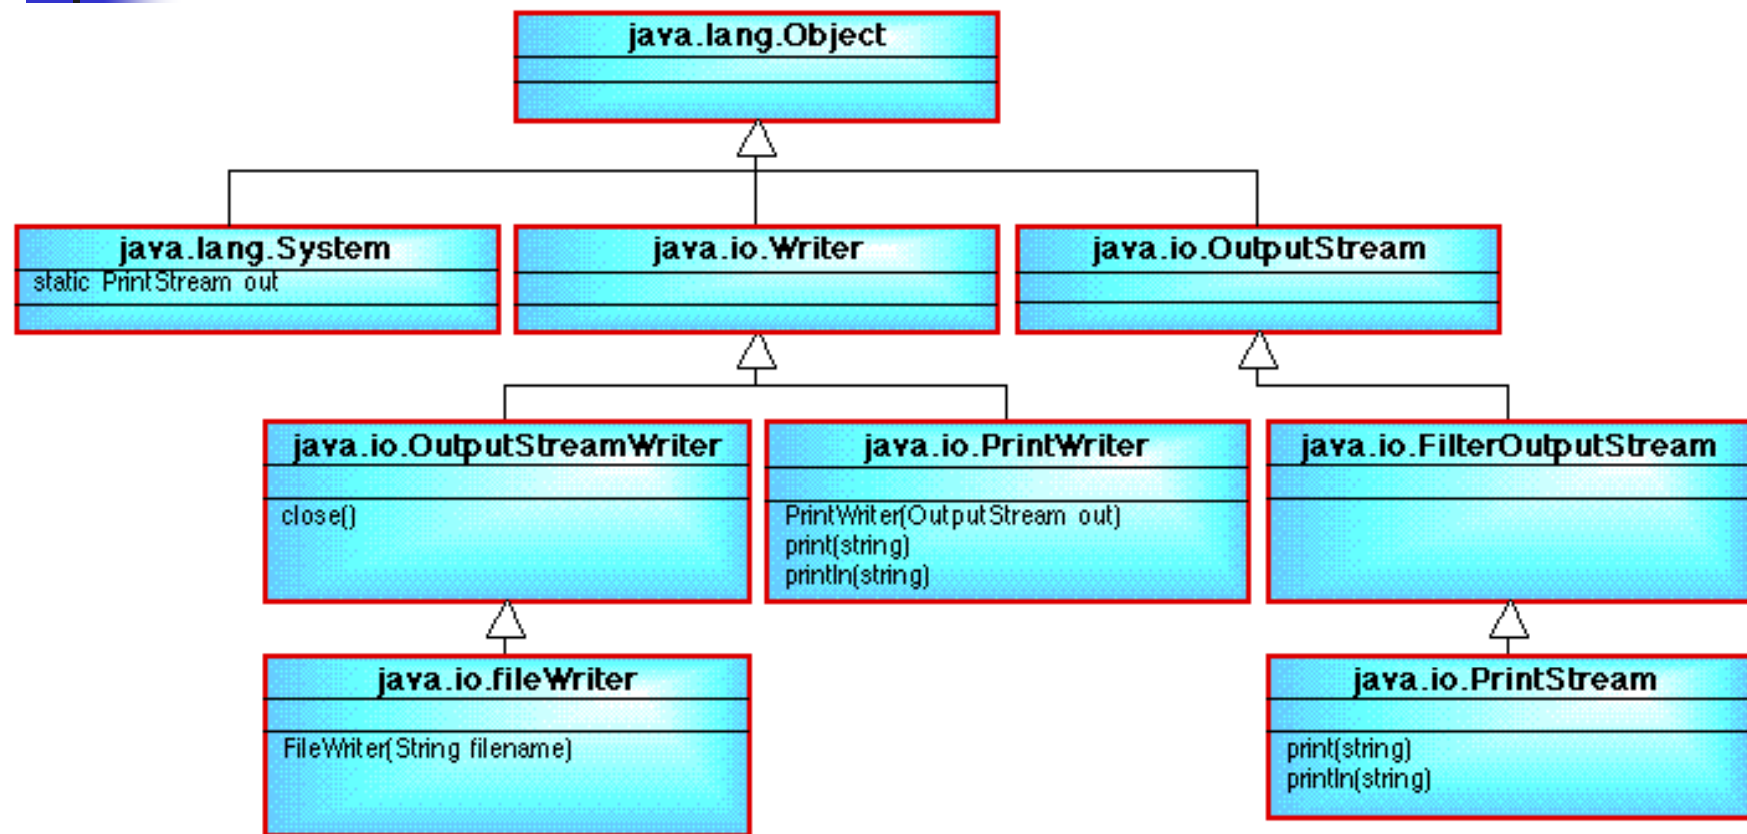 java.lang.Object
java.lang.System
static PrintStream out
java.io.Writer
java.io.OutputStream
java.io.OutputStreamWriter
close()
java.io.PrintWriter
PrintWriter(OutputStream out)
print(string)
println(string)
java.io.FilterOutputStream
java.io.fileWriter
FileWriter(String filename)
java.io.PrintStream
print(string)
println(string)